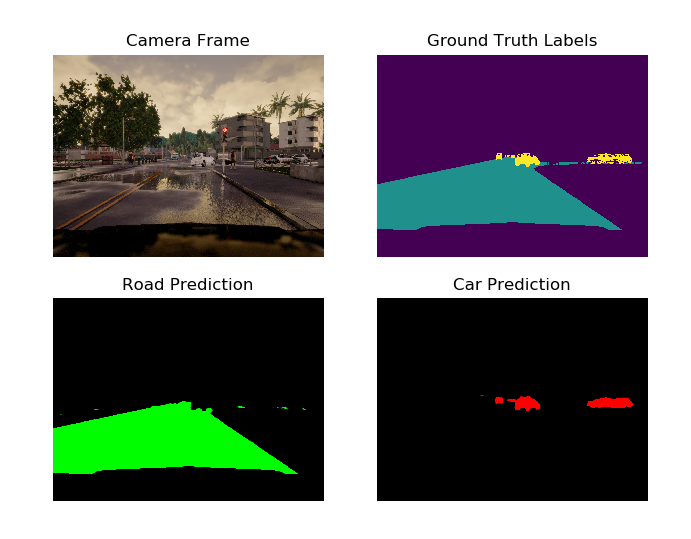 Camera Frame
Ground Truth Labels
Road Prediction
Car Prediction